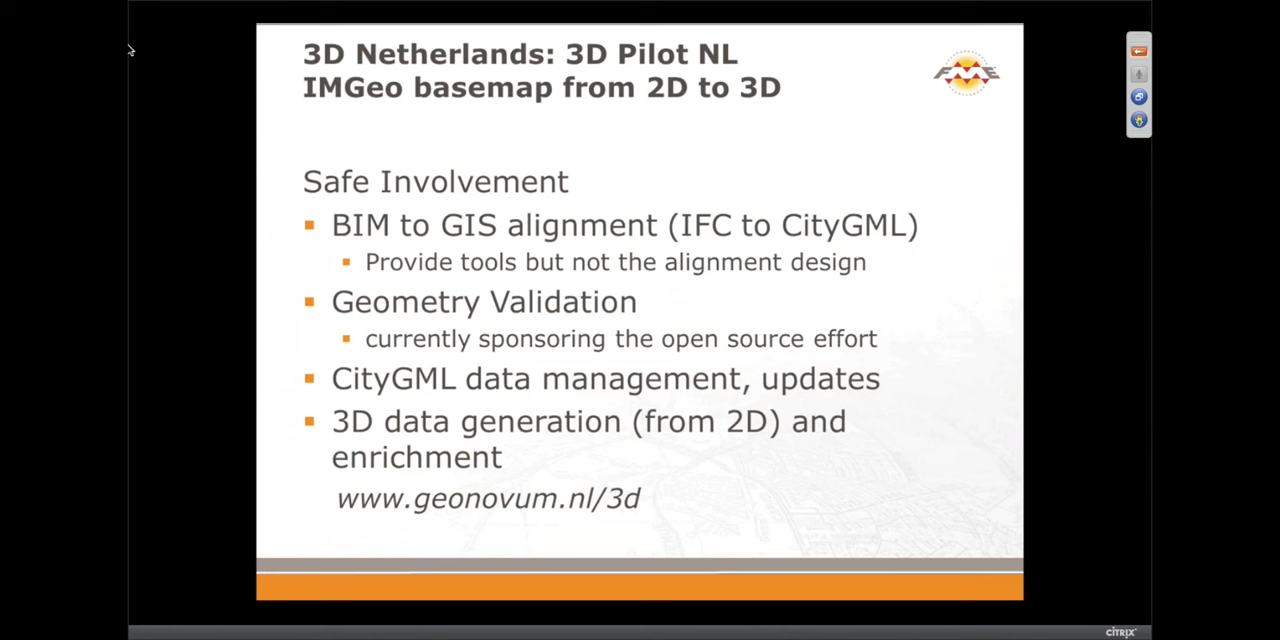 3D Netherlands: 3D Pilot NL
IMGeo basemap from 2D to 3D
FME
Safe Involvement
BIM to GIS alignment (IFC to CityGML)
Provide tools but not the alignment design
Geometry Validation
currently sponsoring the open source effort
CityGML data management, updates
3D data generation (from 2D) and
enrichment
www.geonovum.nl/3d
CITRIX